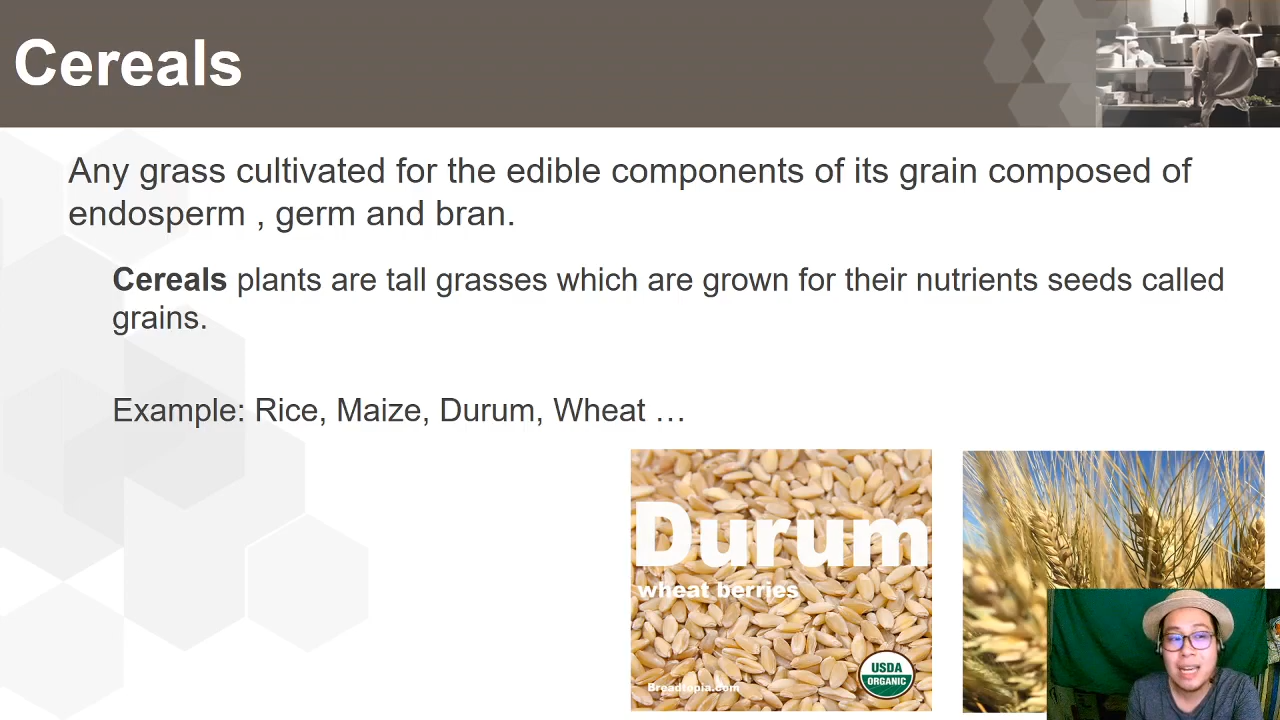 Cereals
Any grass cultivated for the edible components of its grain composed of
endosperm , germ and bran.
Cereals plants are tall grasses which are grown for their nutrients seeds called
grains.
Example: Rice, Maize, Durum, Wheat …
Durum
wheat berries
USDA
ORGANIC
Breadtopia.com